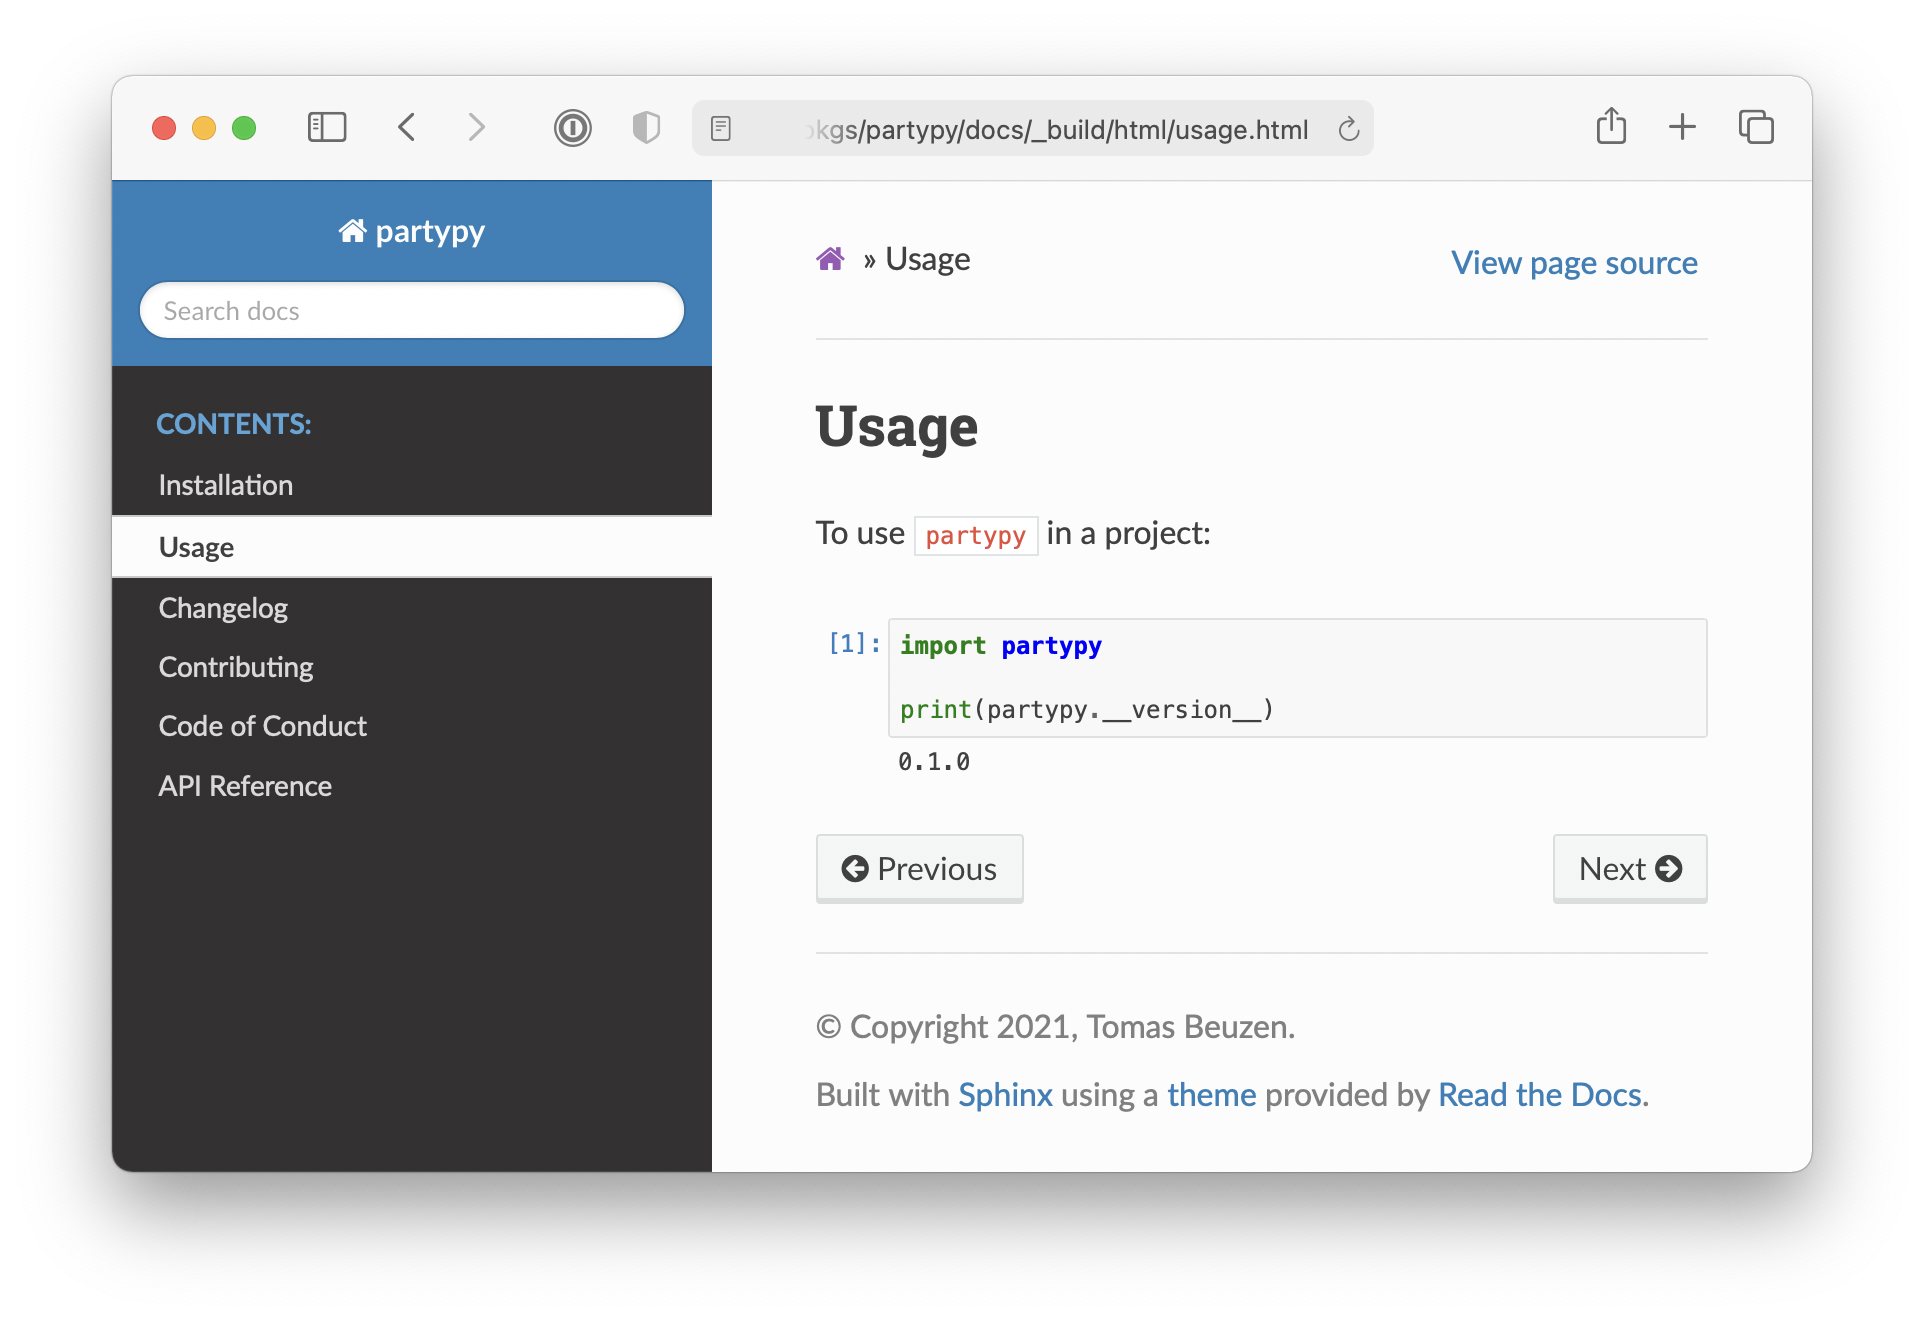 kgs/partypy/docs/_build/html/usage.html
partypy
Search docs
CONTENTS:
Installation
Usage
Changelog
Contributing
Code of Conduct
API Reference
» Usage
View page source
Usage
To use partypy in a project:
[1]:
import partypy
print(partypy.__version__)
0.1.0
Previous
Next
© Copyright 2021, Tomas Beuzen.
Built with Sphinx using a theme provided by Read the Docs.